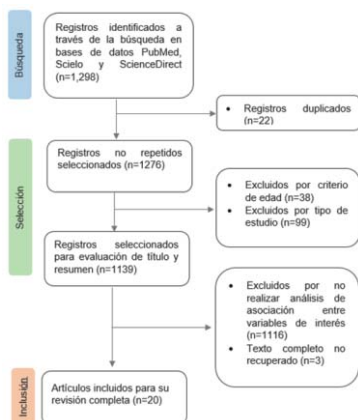 Búsqueda
Registros identificados a
través de la búsqueda en
bases de datos PubMed,
Scielo y ScienceDirect
(n=1,298)
• Registros duplicados
(n=22)
Selección
Registros no repetidos
seleccionados (n=1276)
• Excluidos por criterio
de edad (n=38)
• Excluidos por tipo de
estudio (n=99)
Registros seleccionados
para evaluación de título y
resumen (n=1139)
• Excluidos por no
realizar análisis de
asociación entre
variables de interés
(n=1116)
• Texto completo no
recuperado (n=3)
Inclusión
Artículos incluidos para su
revisión completa (n=20)